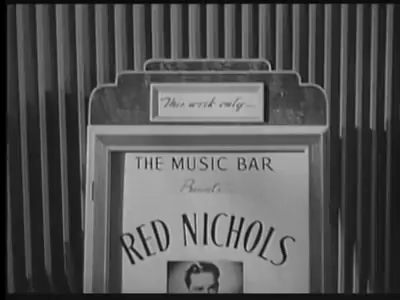 This week only...
THE MUSIC BAR
Presents
RED NICHOLS